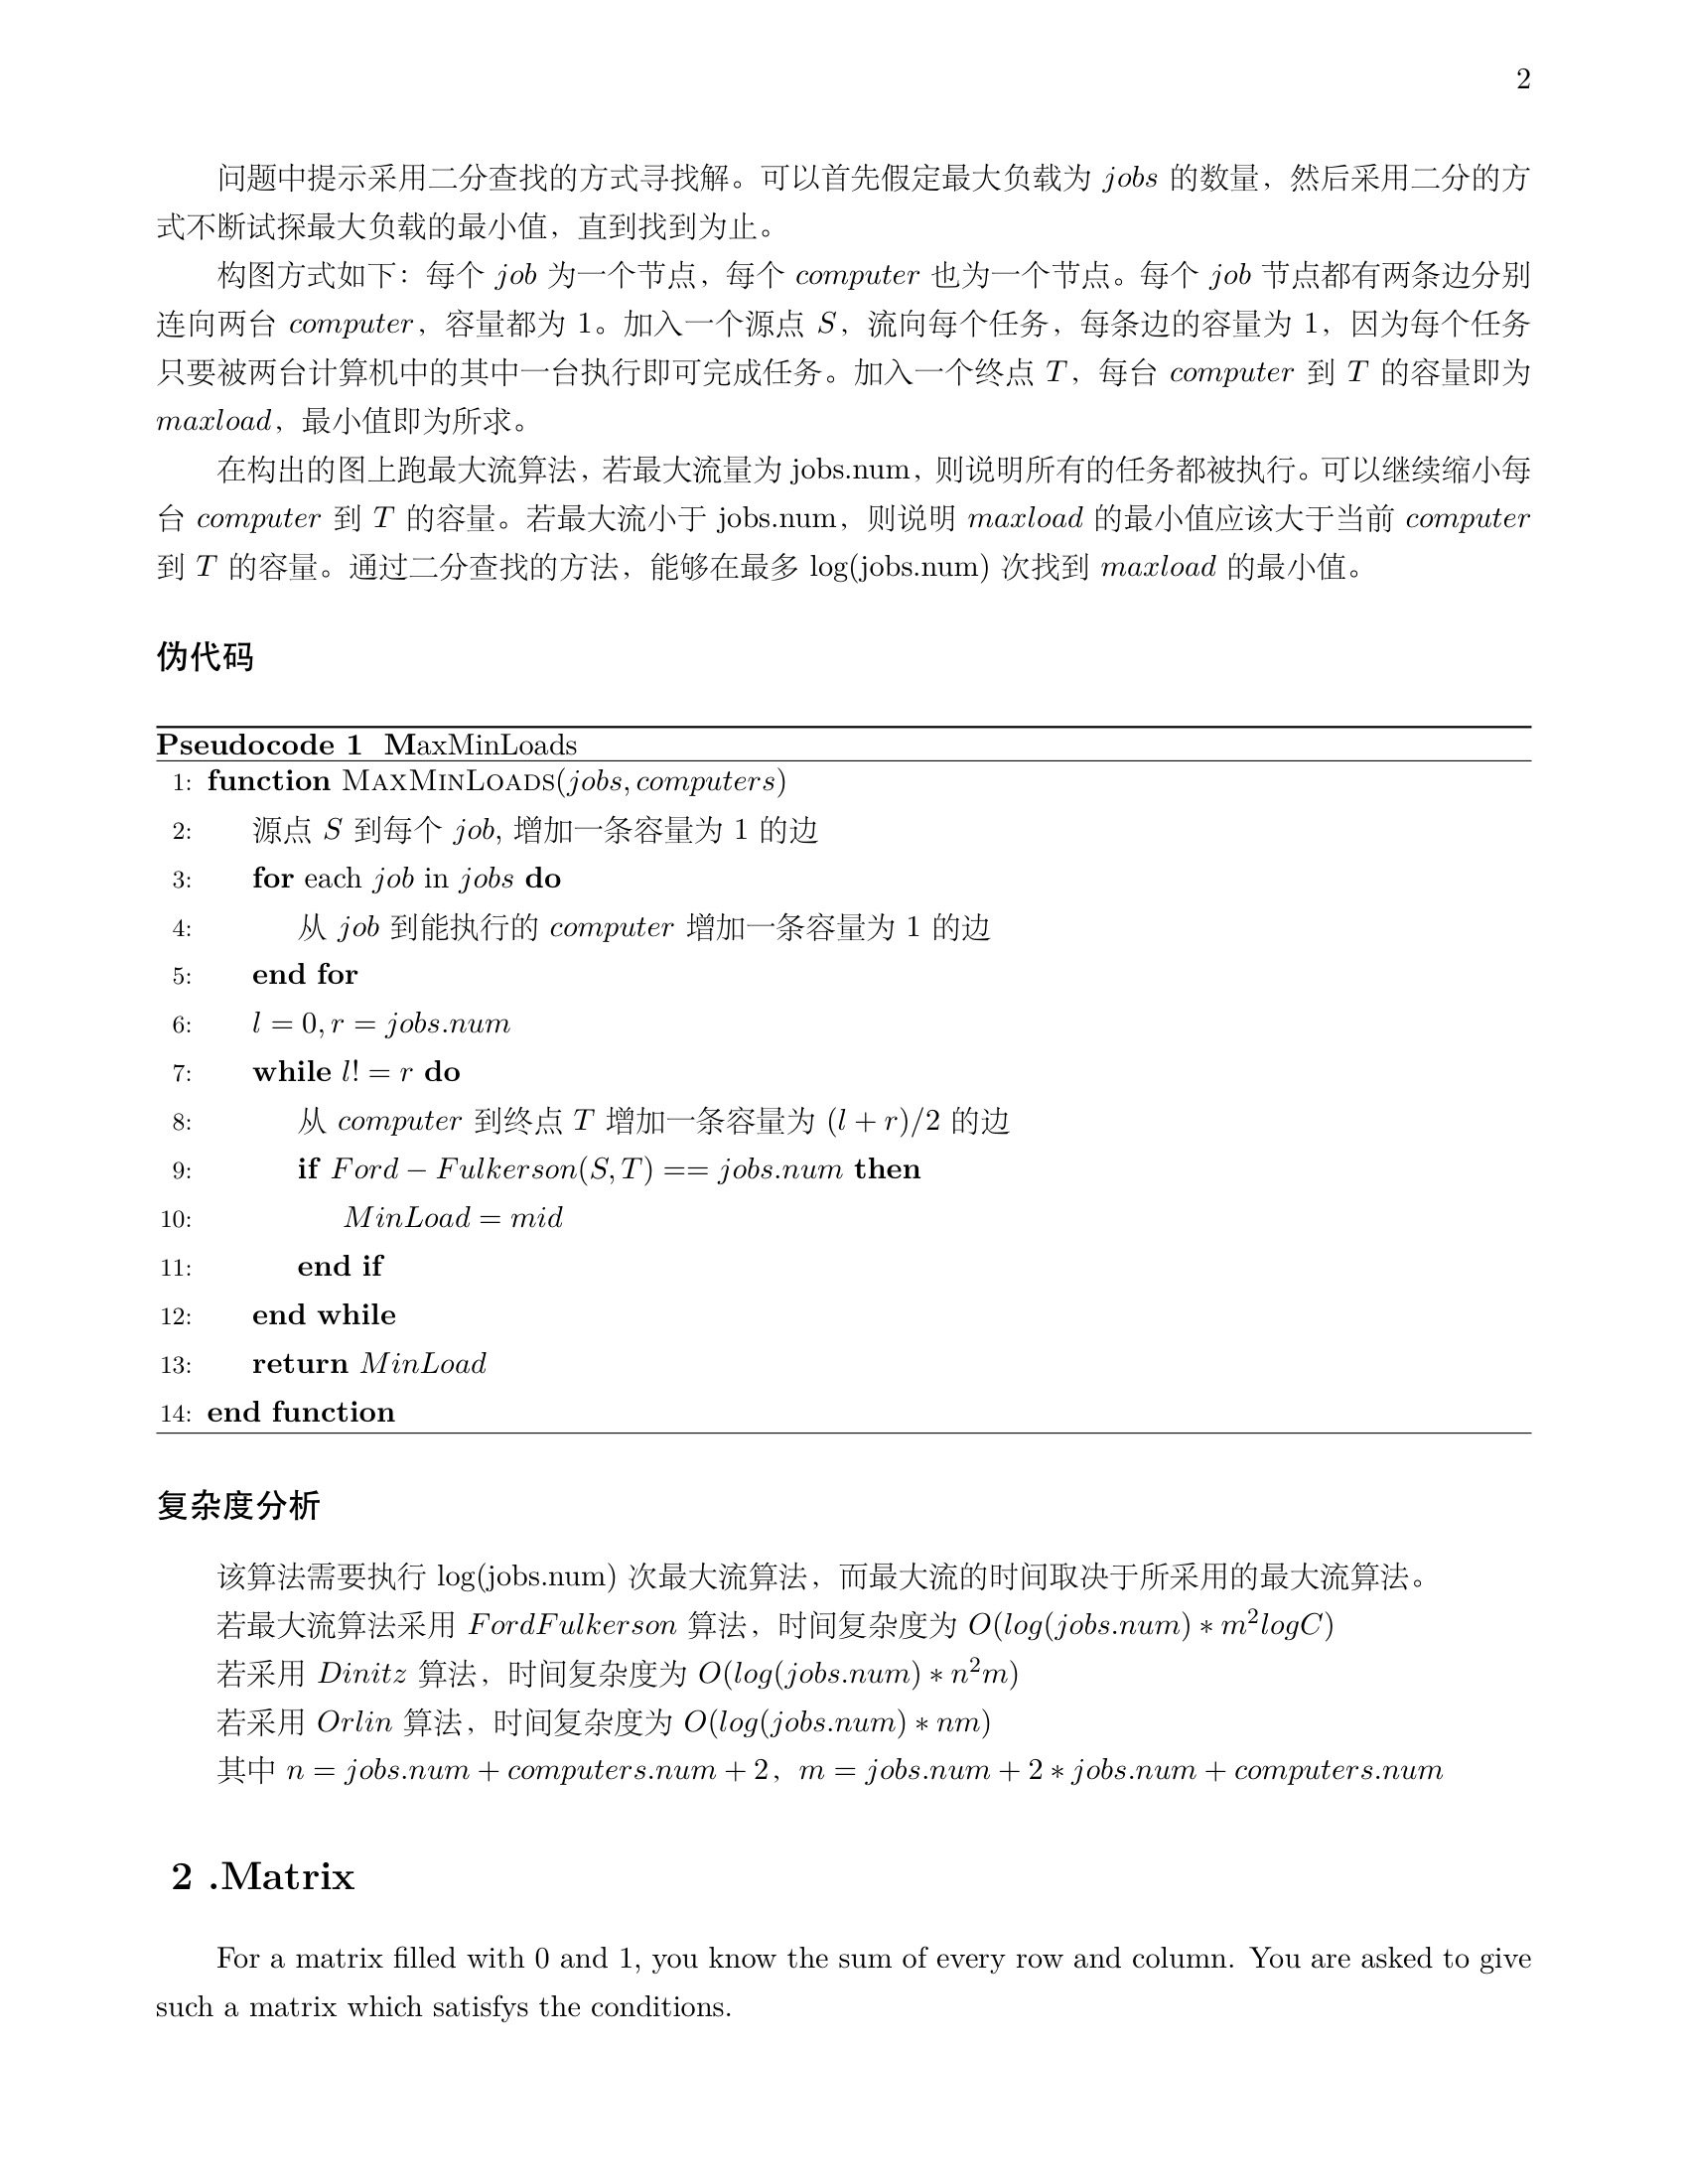 2
问题中提示采用二分查找的方式寻找解。可以首先假定最大负载为 jobs 的数量，然后采用二分的方
式不断试探最大负载的最小值，直到找到为止。
构图方式如下：每个 job 为一个节点，每个 computer 也为一个节点。每个 job 节点都有两条边分别
连向两台 computer，容量都为 1。加入一个源点 S，流向每个任务，每条边的容量为 1，因为每个任务
只要被两台计算机中的其中一台执行即可完成任务。加入一个终点 T，每台 computer 到 T 的容量即为
maxload，最小值即为所求。
在构出的图上跑最大流算法，若最大流量为 jobs.num，则说明所有的任务都被执行。可以继续缩小每
台 computer 到 T 的容量。若最大流小于 jobs.num，则说明 maxload 的最小值应该大于当前 computer
到 T 的容量。通过二分查找的方法，能够在最多 log(jobs.num) 次找到 maxload 的最小值。
伪代码
Pseudocode 1 MaxMinLoads
1: function MaxMinLoads(jobs, computers)
2: 源点 S 到每个 job, 增加一条容量为 1 的边
3: for each job in jobs do
4: 从 job 到能执行的 computer 增加一条容量为 1 的边
5: end for
6: l = 0, r = jobs.num
7: while l! = r do
8: 从 computer 到终点 T 增加一条容量为 (l + r)/2 的边
9: if Ford − Fulkerson(S, T) == jobs.num then
10: MinLoad = mid
11: end if
12: end while
13: return MinLoad
14: end function
复杂度分析
该算法需要执行 log(jobs.num) 次最大流算法，而最大流的时间取决于所采用的最大流算法。
若最大流算法采用 FordFulkerson 算法，时间复杂度为 O(log(jobs.num) ∗ m²logC)
若采用 Dinitz 算法，时间复杂度为 O(log(jobs.num) ∗ n²m)
若采用 Orlin 算法，时间复杂度为 O(log(jobs.num) ∗ nm)
其中 n = jobs.num + computers.num + 2，m = jobs.num + 2 ∗ jobs.num + computers.num
2 .Matrix
For a matrix filled with 0 and 1, you know the sum of every row and column. You are asked to give
such a matrix which satisfys the conditions.